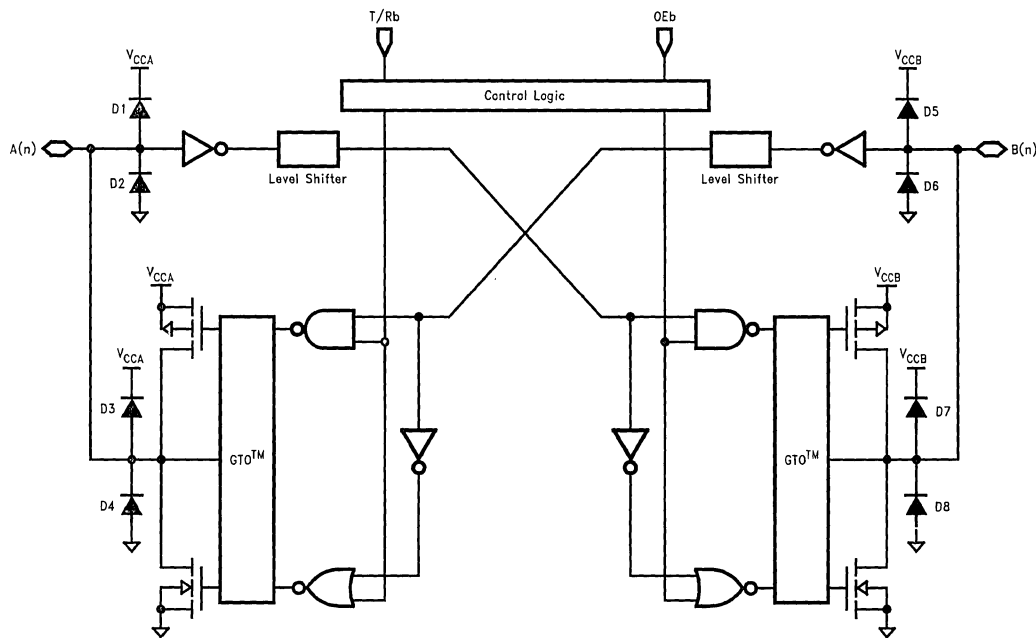 T/Rb
OEb
VCCA
VCCB
Control Logic
D1
D5
A(n)
B(n)
D2
Level Shifter
Level Shifter
D6
VCCA
VCCB
VCCA
VCCB
D3
D7
GTO™
GTO™
D4
D8